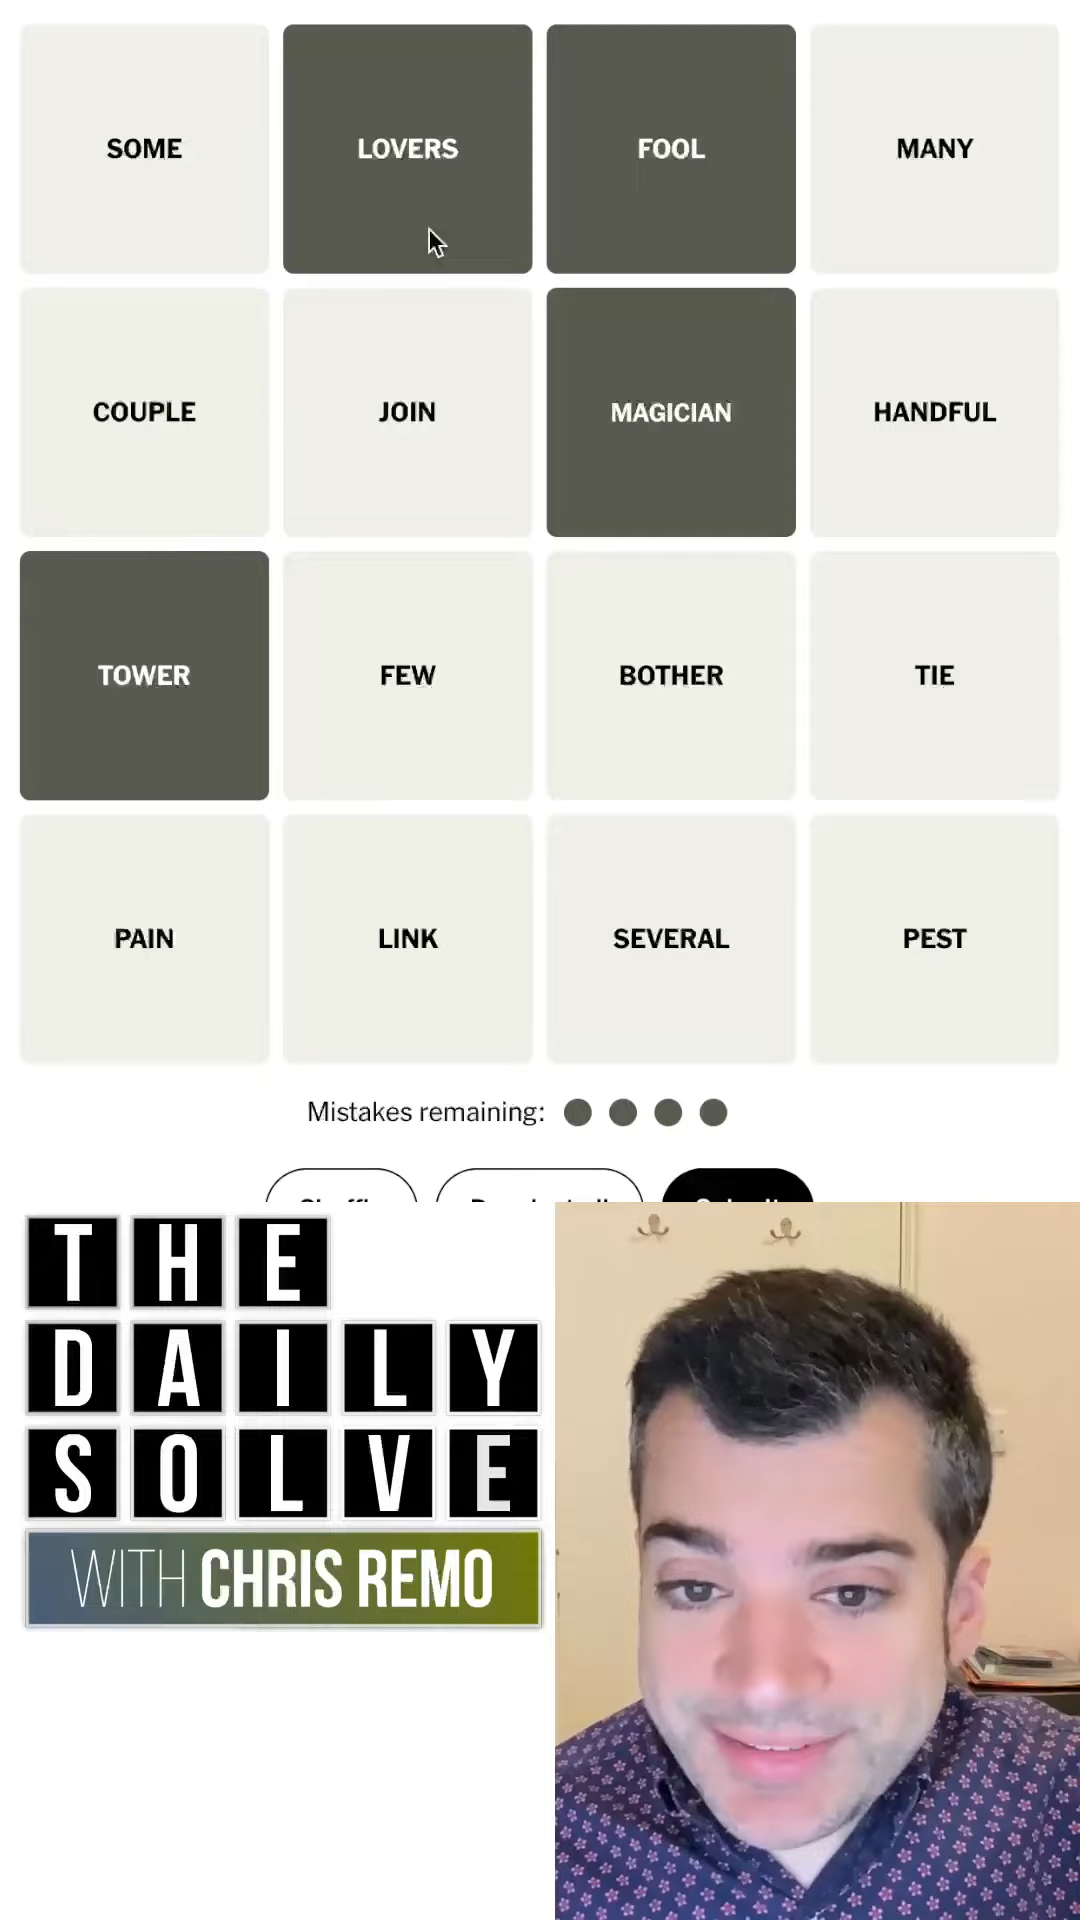 SOME LOVERS FOOL MANY
COUPLE JOIN MAGICIAN HANDFUL
TOWER FEW BOTHER TIE
PAIN LINK SEVERAL PEST
Mistakes remaining:
THE
DAILY
SOLVE
WITH CHRIS REMO